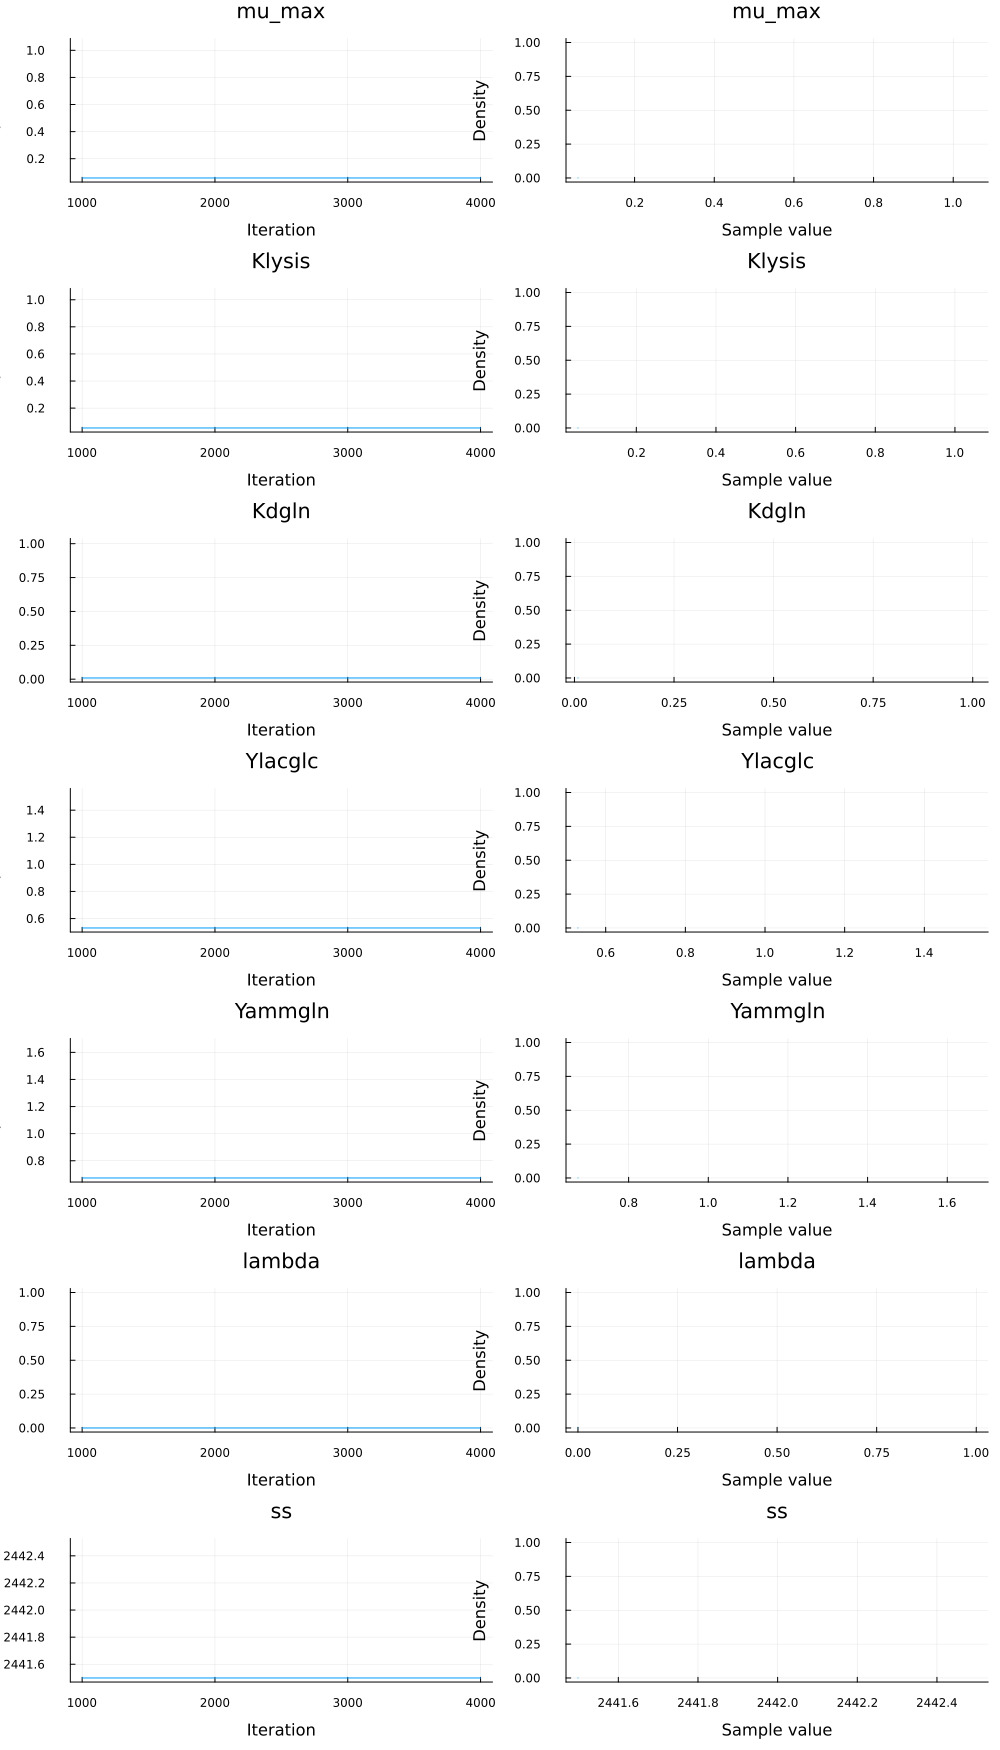 mu_max mu_max
1.0 1.00
0.8 0.75
0.6 Density 0.50
0.4 0.25
0.2 0.00
1000 2000 3000 4000 0.2 0.4 0.6 0.8 1.0
Iteration Sample value
Klysis Klysis
1.0 1.00
0.8 0.75
0.6 Density 0.50
0.4 0.25
0.2 0.00
1000 2000 3000 4000 0.2 0.4 0.6 0.8 1.0
Iteration Sample value
Kdgln Kdgln
1.00 1.00
0.75 0.75
0.50 Density 0.50
0.25 0.25
0.00 0.00
1000 2000 3000 4000 0.00 0.25 0.50 0.75 1.00
Iteration Sample value
Ylacglc Ylacglc
1.4 1.00
1.2 0.75
1.0 Density 0.50
0.8 0.25
0.6 0.00
1000 2000 3000 4000 0.6 0.8 1.0 1.2 1.4
Iteration Sample value
Yammgln Yammgln
1.6 1.00
1.4 0.75
1.2 Density 0.50
1.0 0.25
0.8 0.00
1000 2000 3000 4000 0.8 1.0 1.2 1.4 1.6
Iteration Sample value
lambda lambda
1.00 1.00
0.75 0.75
0.50 Density 0.50
0.25 0.25
0.00 0.00
1000 2000 3000 4000 0.00 0.25 0.50 0.75 1.00
Iteration Sample value
ss ss
2442.4 1.00
2442.2 0.75
2442.0 Density 0.50
2441.8 0.25
2441.6 0.00
1000 2000 3000 4000 2441.6 2441.8 2442.0 2442.2 2442.4
Iteration Sample value